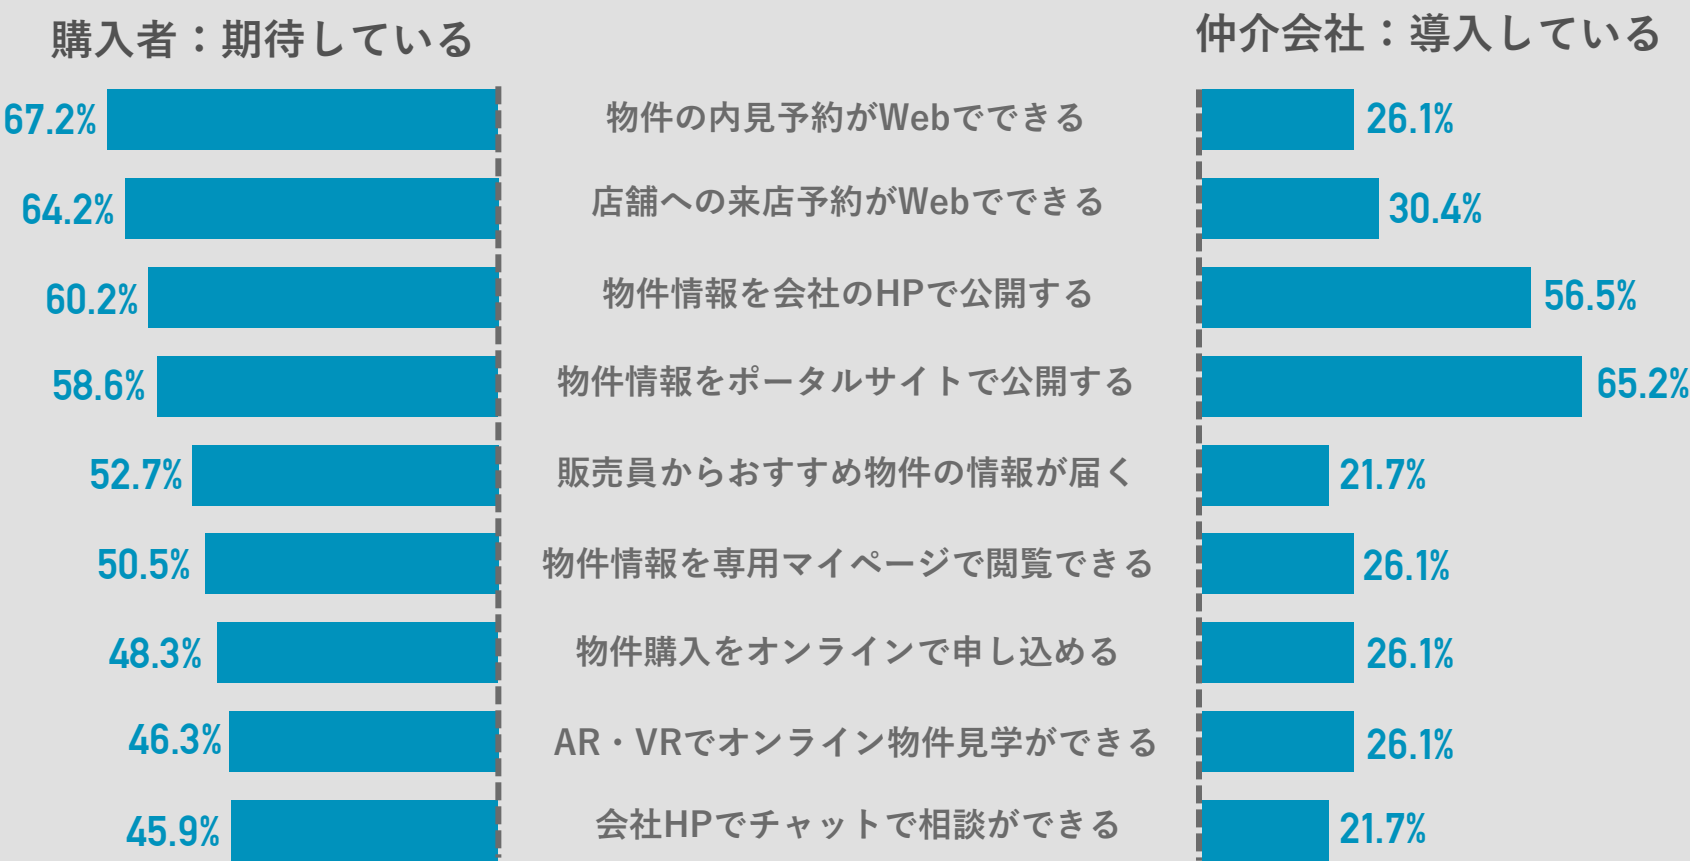 購入者：期待している
仲介会社：導入している
67.2% 物件の内見予約がWebでできる 26.1%
64.2% 店舗への来店予約がWebでできる 30.4%
60.2% 物件情報を会社のHPで公開する 56.5%
58.6% 物件情報をポータルサイトで公開する 65.2%
52.7% 販売員からおすすめ物件の情報が届く 21.7%
50.5% 物件情報を専用マイページで閲覧できる 26.1%
48.3% 物件購入をオンラインで申し込める 26.1%
46.3% AR・VRでオンライン物件見学ができる 26.1%
45.9% 会社HPでチャットで相談ができる 21.7%